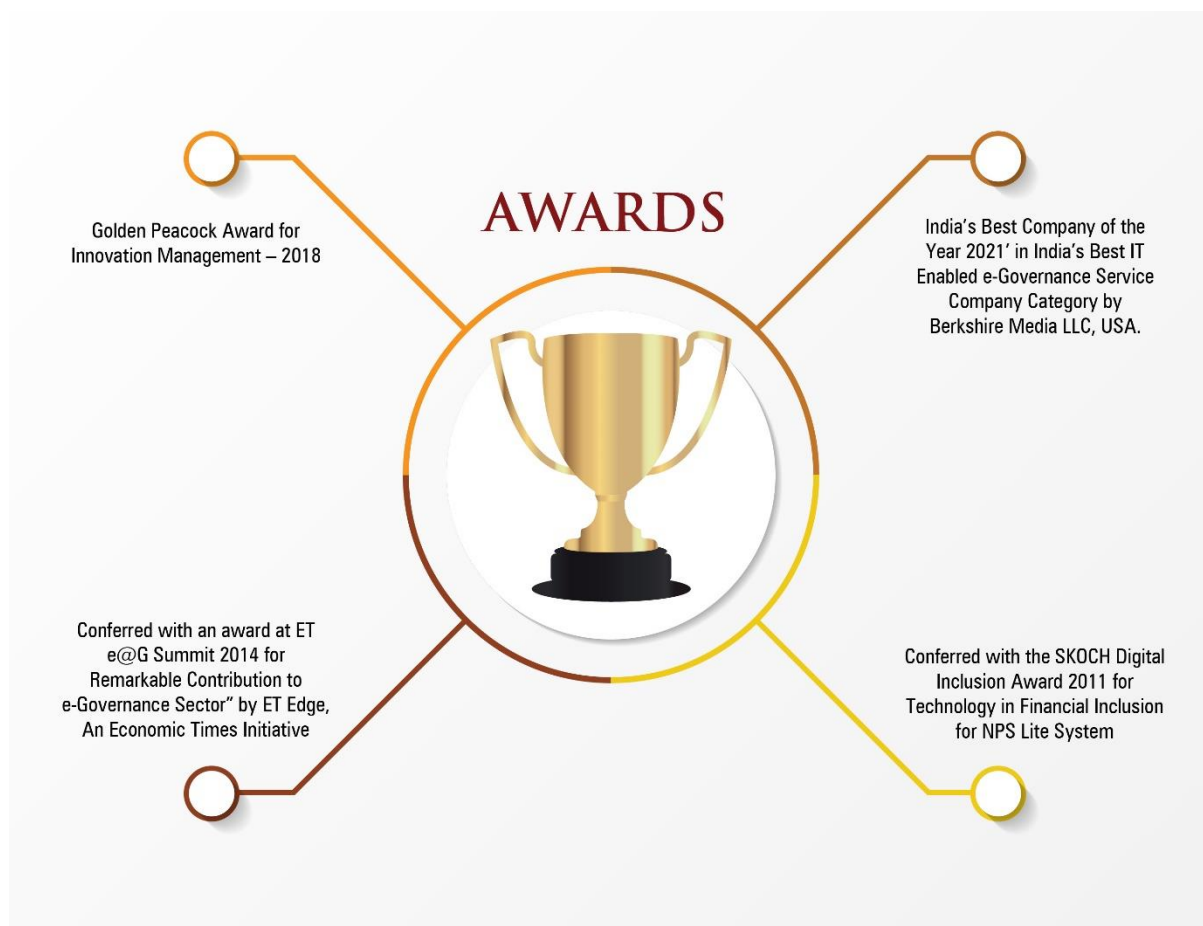 AWARDS
Golden Peacock Award for
Innovation Management – 2018
India's Best Company of the
Year 2021' in India's Best IT
Enabled e-Governance Service
Company Category by
Berkshire Media LLC, USA.
Conferred with an award at ET
e@G Summit 2014 for
Remarkable Contribution to
e-Governance Sector" by ET Edge,
An Economic Times Initiative
Conferred with the SKOCH Digital
Inclusion Award 2011 for
Technology in Financial Inclusion
for NPS Lite System